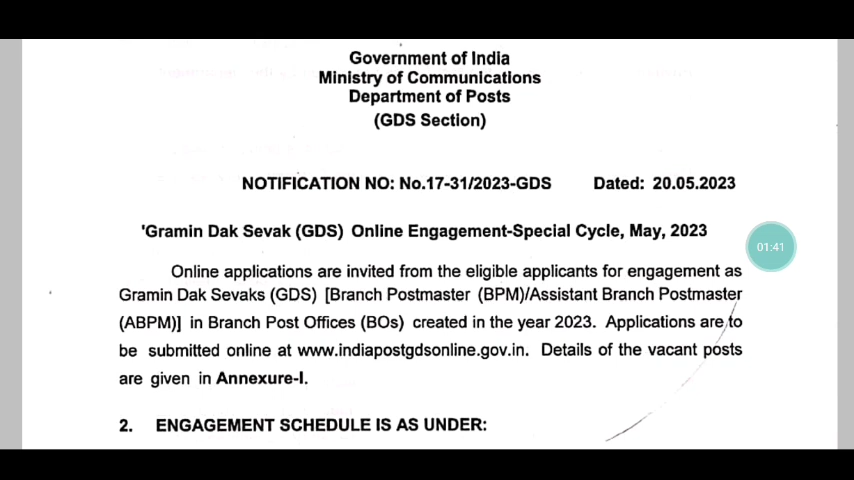 Government of India
Ministry of Communications
Department of Posts
(GDS Section)
NOTIFICATION NO: No.17-31/2023-GDS Dated: 20.05.2023
'Gramin Dak Sevak (GDS) Online Engagement-Special Cycle, May, 2023
01:41
Online applications are invited from the eligible applicants for engagement as
Gramin Dak Sevaks (GDS) [Branch Postmaster (BPM)/Assistant Branch Postmaster
(ABPM)] in Branch Post Offices (BOs) created in the year 2023. Applications are to
be submitted online at www.indiapostgdsonline.gov.in. Details of the vacant posts
are given in Annexure-I.
2. ENGAGEMENT SCHEDULE IS AS UNDER: